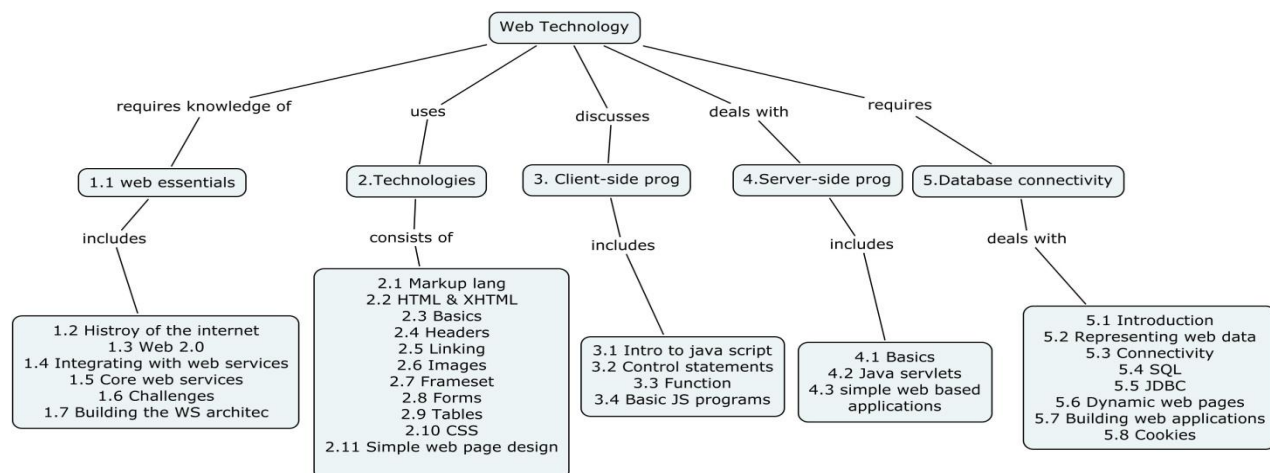 Web Technology
requires knowledge of
uses
discusses
deals with
requires
1.1 web essentials
2.Technologies
3. Client-side prog
4.Server-side prog
5.Database connectivity
includes
consists of
includes
includes
deals with
1.2 Histroy of the internet
1.3 Web 2.0
1.4 Integrating with web services
1.5 Core web services
1.6 Challenges
1.7 Building the WS architec
2.1 Markup lang
2.2 HTML & XHTML
2.3 Basics
2.4 Headers
2.5 Linking
2.6 Images
2.7 Frameset
2.8 Forms
2.9 Tables
2.10 CSS
2.11 Simple web page design
3.1 Intro to java script
3.2 Control statements
3.3 Function
3.4 Basic JS programs
4.1 Basics
4.2 Java servlets
4.3 simple web based
applications
5.1 Introduction
5.2 Representing web data
5.3 Connectivity
5.4 SQL
5.5 JDBC
5.6 Dynamic web pages
5.7 Building web applications
5.8 Cookies